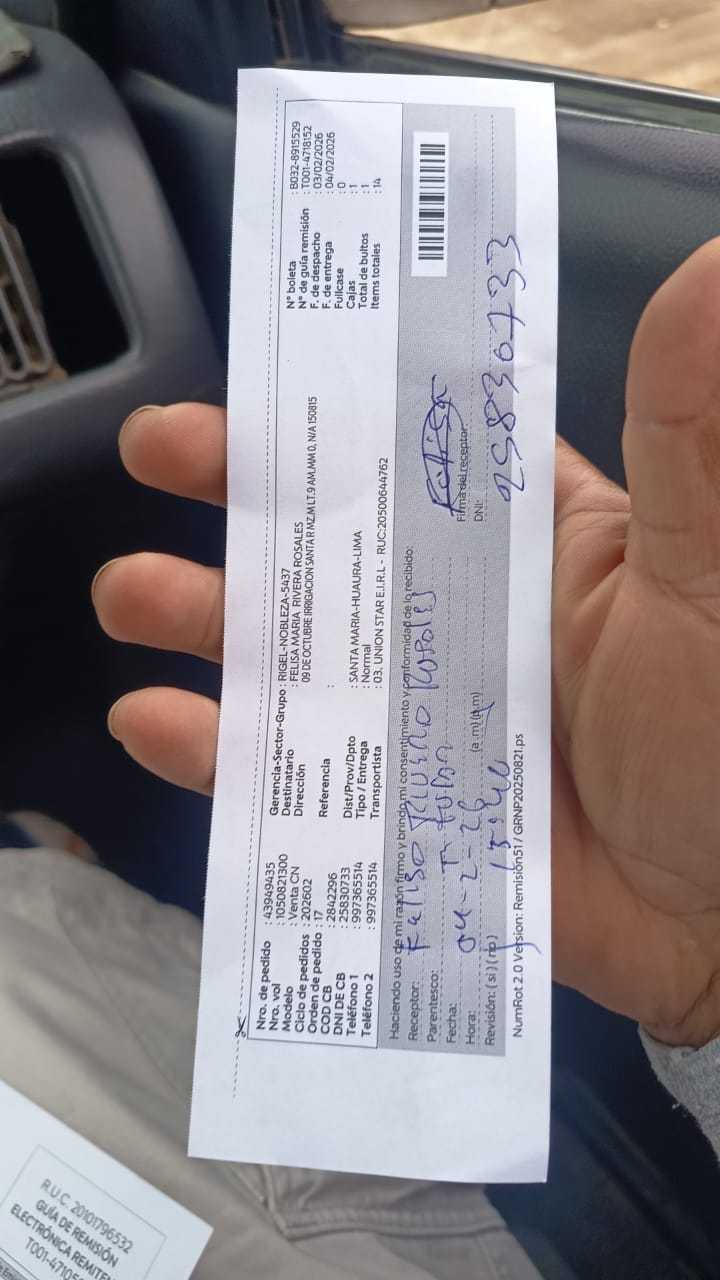 Nro. de pedido : 43949435
Nro. vol : 1050821300
Modelo : Venta CN
Ciclo de pedidos : 202602
Orden de pedido : 17
COD CB : 2842296
DNI DE CB : 25830733
Teléfono 1 : 997365514
Teléfono 2 : 997365514
Gerencia-Sector-Grupo : RIGEL-NOBLEZA-5437
Destinatario : FELISA MARIA RIVERA ROSALES
Dirección 09 DE OCTUBRE IRRIGACION SANTA R MZ.M LT.9 AM,MM 0, N/A 150815
Referencia :
Dist/Prov/Dpto : SANTA MARIA-HUAURA-LIMA
Tipo / Entrega : Normal
Transportista : 03. UNION STAR E.I.R.L - RUC:20500644762
N° boleta : B032-8915529
N° de guía remisión : T001-4718152
F. de despacho : 03/02/2026
F. de entrega : 04/02/2026
Fullcase : 0
Cajas : 1
Total de bultos : 1
Items totales : 14
Haciendo uso de mi razón firmo y brindo mi consentimiento y conformidad de lo recibido:
Receptor:
Parentesco: Titular
Fecha: 04-2-26
Hora: (a.m) (p.m)
Revisión: ( si ) ( no )
Firma del receptor:
DNI: 25830733
NumRot 2.0 Version: Remision51 / GRNP20250821.ps
R.U.C. 20101796532
GUÍA DE REMISIÓN
ELECTRÓNICA